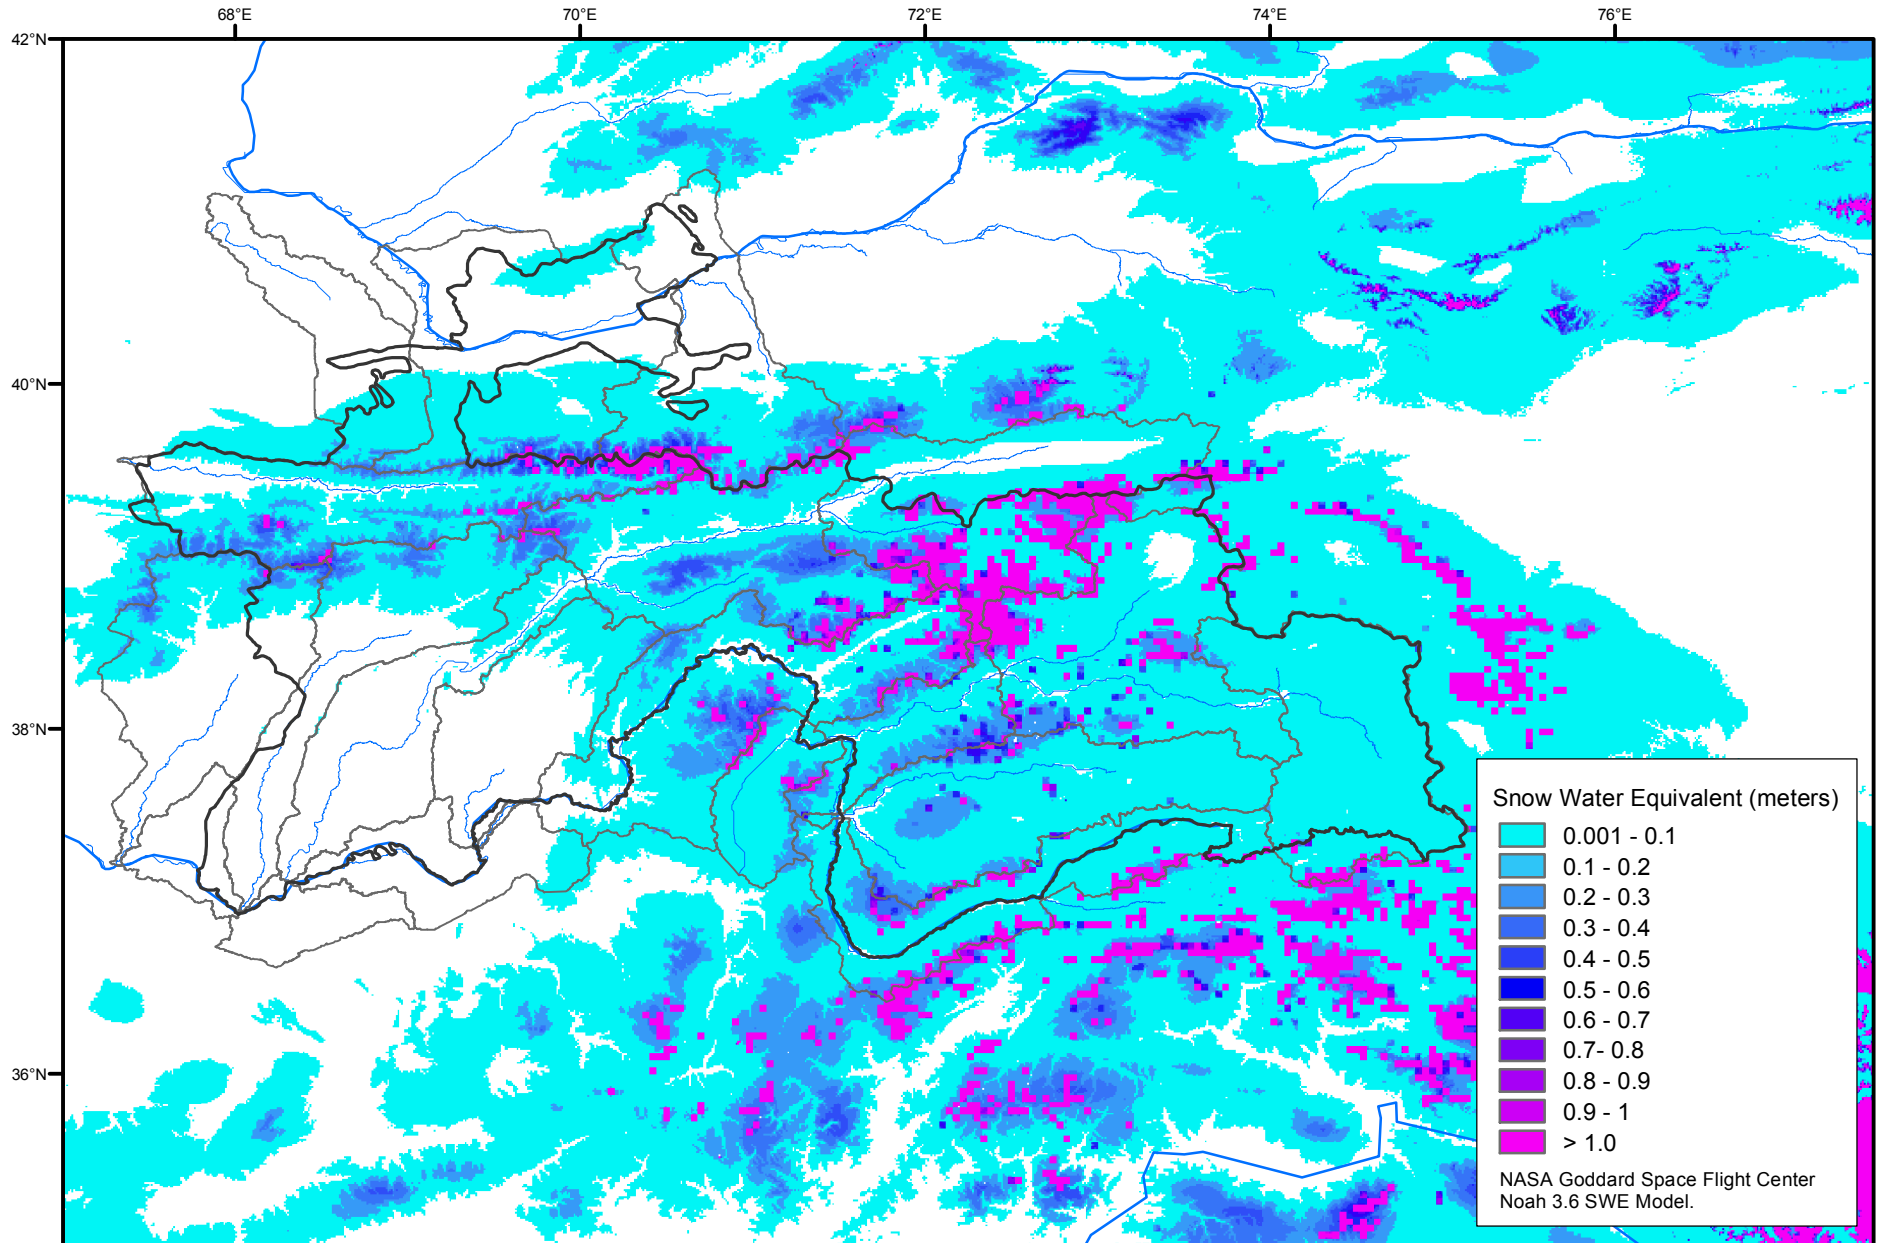 68°E 70°E 72°E 74°E 76°E
42°N
40°N
38°N
36°N
Snow Water Equivalent (meters)
0.001 - 0.1
0.1 - 0.2
0.2 - 0.3
0.3 - 0.4
0.4 - 0.5
0.5 - 0.6
0.6 - 0.7
0.7- 0.8
0.8 - 0.9
0.9 - 1
> 1.0
NASA Goddard Space Flight Center
Noah 3.6 SWE Model.